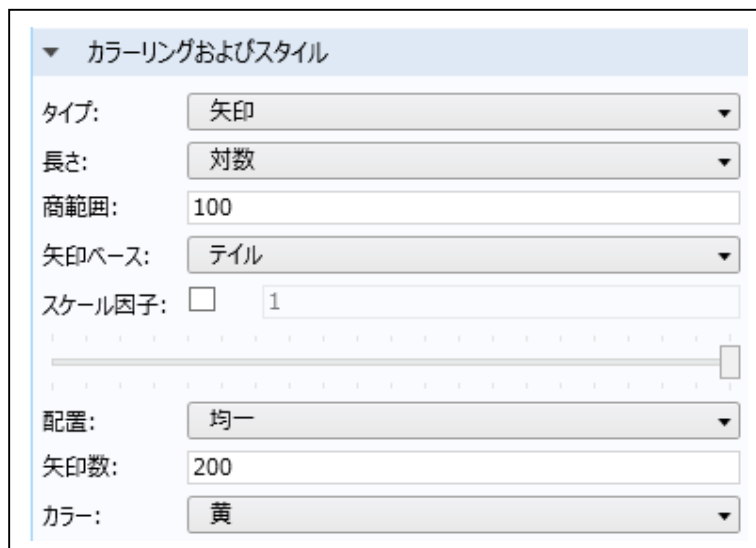 カラーリングおよびスタイル
タイプ: 矢印
長さ: 対数
商範囲: 100
矢印ベース: テイル
スケール因子: 1
配置: 均一
矢印数: 200
カラー: 黄